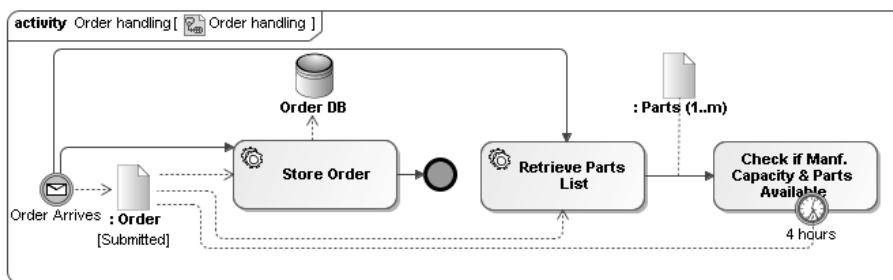 activity Order handling[ Order handling ]
Order DB
: Parts (1..m)
Store Order
Retrieve Parts
List
Check if Manf.
Capacity & Parts
Available
Order Arrives
: Order
[Submitted]
4 hours